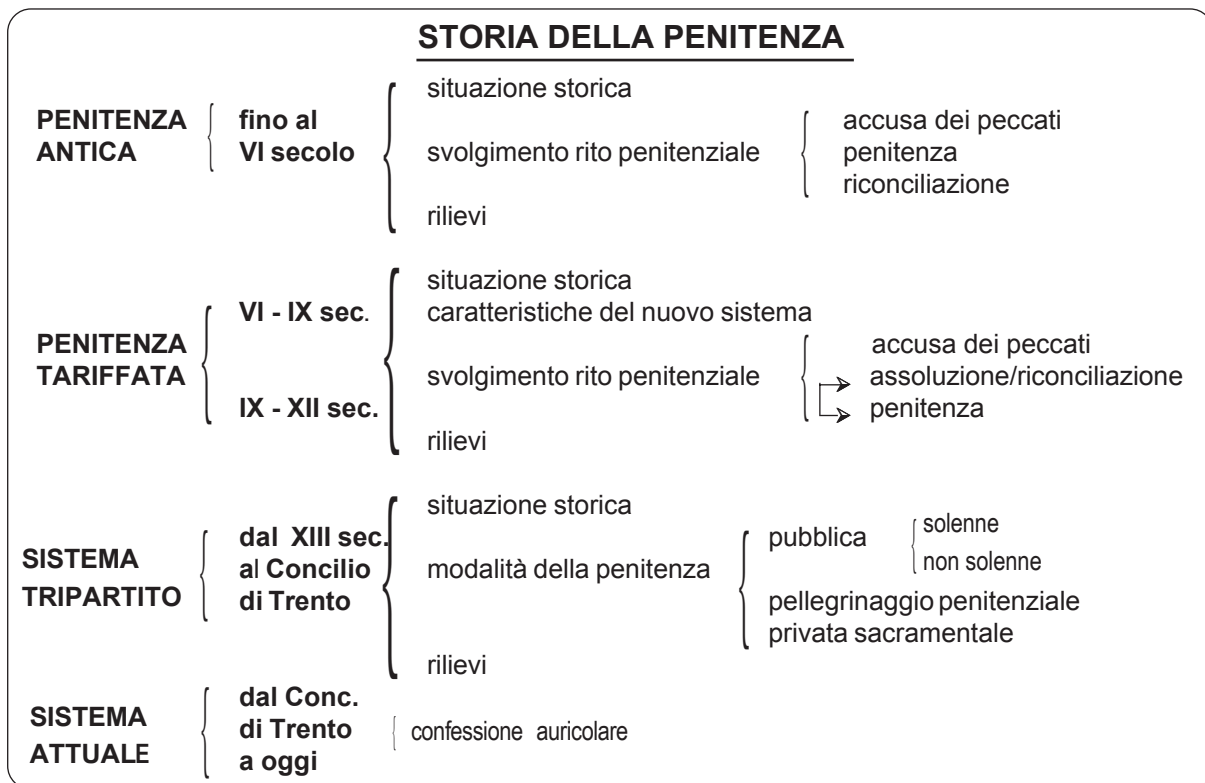 STORIA DELLA PENITENZA
PENITENZA
ANTICA
fino al
VI secolo
situazione storica
svolgimento rito penitenziale
accusa dei peccati
penitenza
riconciliazione
rilievi
PENITENZA
TARIFFATA
VI - IX sec.
IX - XII sec.
situazione storica
caratteristiche del nuovo sistema
svolgimento rito penitenziale
accusa dei peccati
assoluzione/riconciliazione
penitenza
rilievi
SISTEMA
TRIPARTITO
dal XIII sec.
al Concilio
di Trento
situazione storica
modalità della penitenza
pubblica
solenne
non solenne
pellegrinaggio penitenziale
privata sacramentale
rilievi
SISTEMA
ATTUALE
dal Conc.
di Trento
a oggi
confessione auricolare